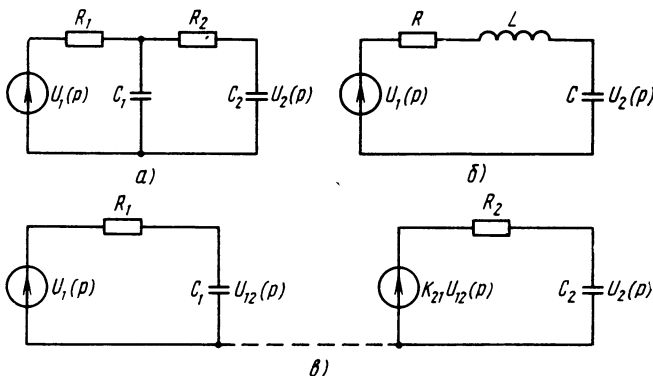 R₁ R₂
U₁(p) C₁ C₂ U₂(p)
а)
R L
U₁(p) C U₂(p)
б)
R₁ R₂
U₁(p) C₁ U₁₂(p) K₂₁U₁₂(p) C₂ U₂(p)
в)